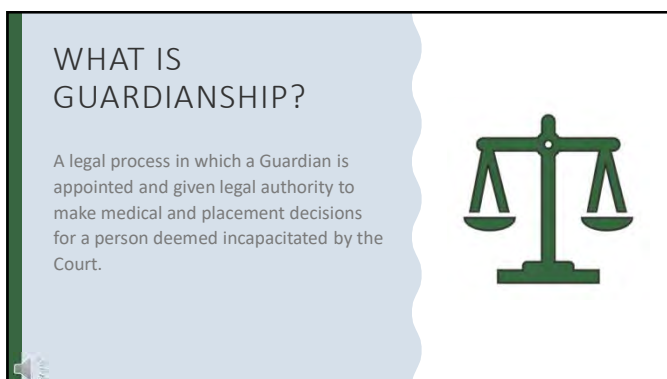 WHAT IS
GUARDIANSHIP?
A legal process in which a Guardian is
appointed and given legal authority to
make medical and placement decisions
for a person deemed incapacitated by the
Court.